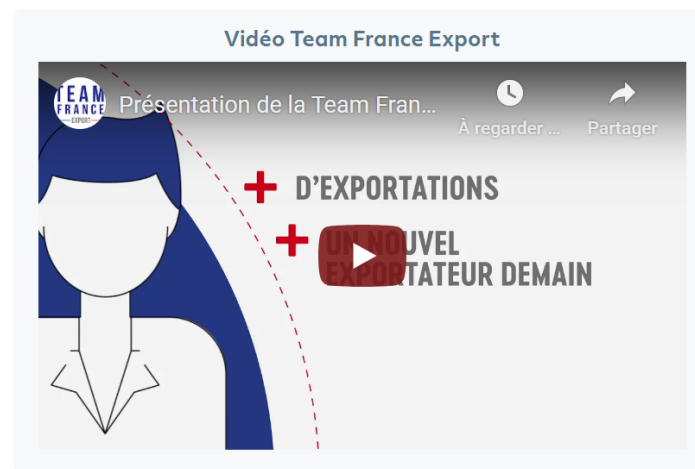 Vidéo Team France Export
TEAM
FRANCE
EXPORT
Présentation de la Team Fran...
À regarder ...
Partager
+ D'EXPORTATIONS
+ UN NOUVEL
EXPORTATEUR DEMAIN